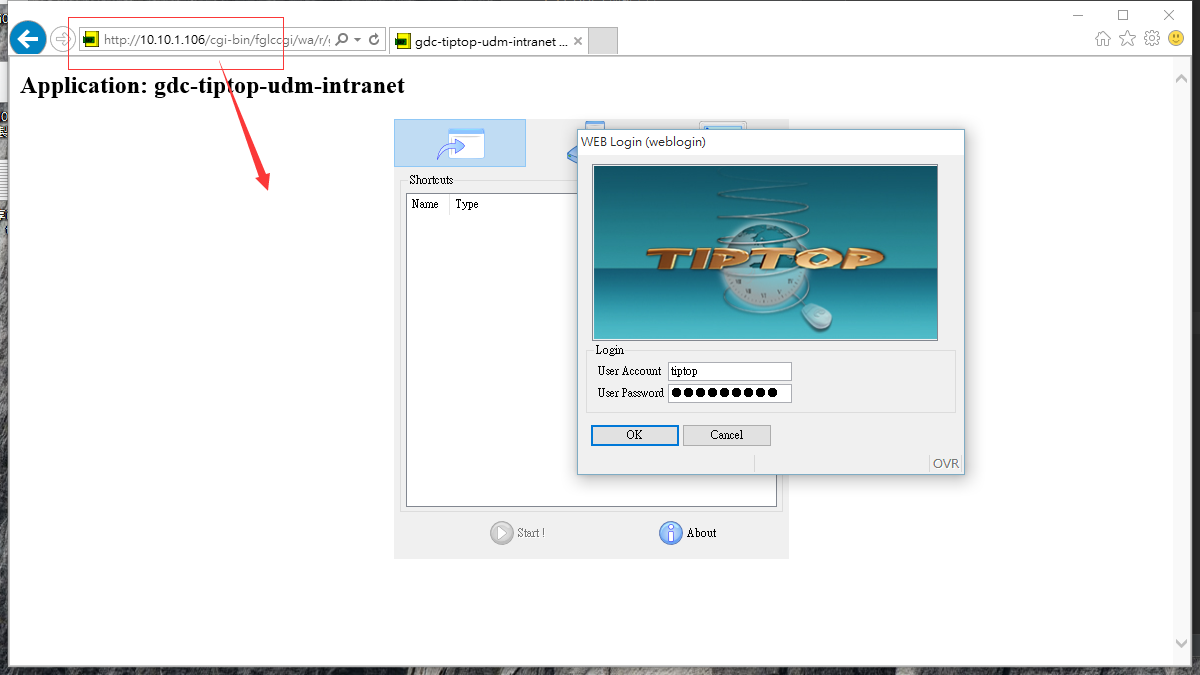 http://10.10.1.106/cgi-bin/fglccgi/wa/r/
gdc-tiptop-udm-intranet ...
Application: gdc-tiptop-udm-intranet
WEB Login (weblogin)
Shortcuts
Name Type
TIPTOP
Login
User Account tiptop
User Password
OK Cancel
OVR
Start !
About